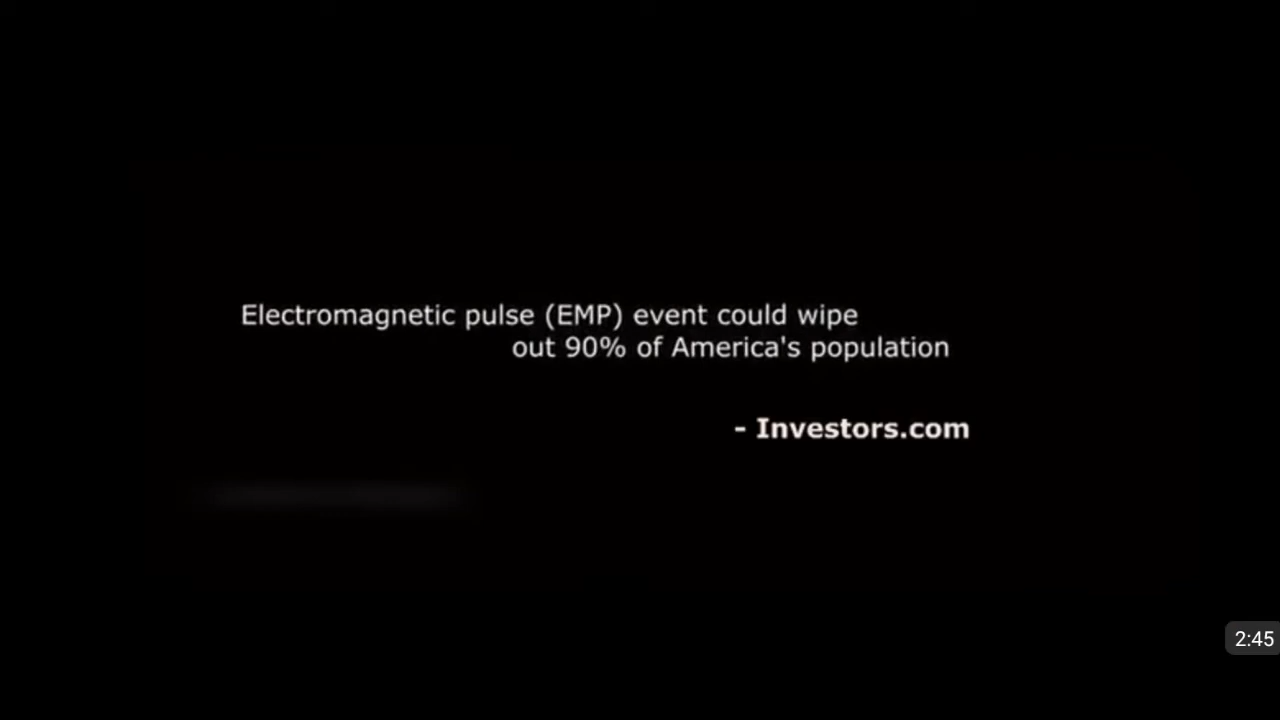 Electromagnetic pulse (EMP) event could wipe
out 90% of America's population
- Investors.com
2:45